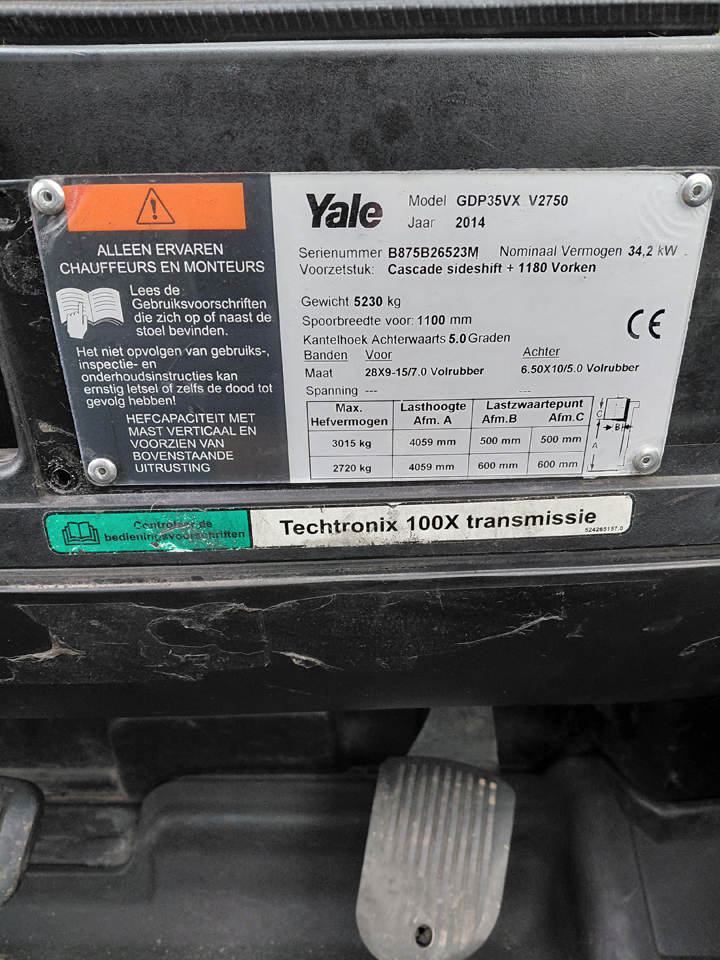 ALLEEN ERVAREN
CHAUFFEURS EN MONTEURS
Lees de
Gebruiksvoorschriften
die zich op of naast de
stoel bevinden.
Het niet opvolgen van gebruiks-,
inspectie- en
onderhoudsinstructies kan
ernstig letsel of zelfs de dood tot
gevolg hebben!
HEFCAPACITEIT MET
MAST VERTICAAL EN
VOORZIEN VAN
BOVENSTAANDE
UITRUSTING
Yale
Model GDP35VX V2750
Jaar 2014
Serienummer B875B26523M Nominaal Vermogen 34,2 kW
Voorzetstuk: Cascade sideshift + 1180 Vorken
Gewicht 5230 kg
Spoorbreedte voor: 1100 mm
CE
Kantelhoek Achterwaarts 5.0 Graden
Banden Voor Achter
Maat 28X9-15/7.0 Volrubber 6.50X10/5.0 Volrubber
Spanning --- ---
Max. Hefvermogen Lasthoogte Afm. A Lastzwaartepunt Afm.B Afm.C
3015 kg 4059 mm 500 mm 500 mm
2720 kg 4059 mm 600 mm 600 mm
C
B
A
Controleer de
bedieningsvoorschriften
Techtronix 100X transmissie
524265157.0